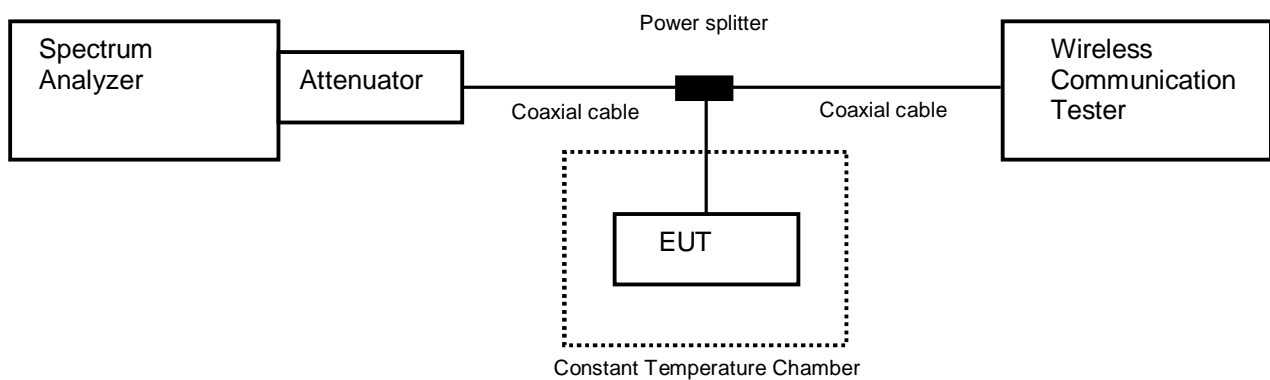 Power splitter
Spectrum
Analyzer
Attenuator
Wireless
Communication
Tester
Coaxial cable
Coaxial cable
EUT
Constant Temperature Chamber